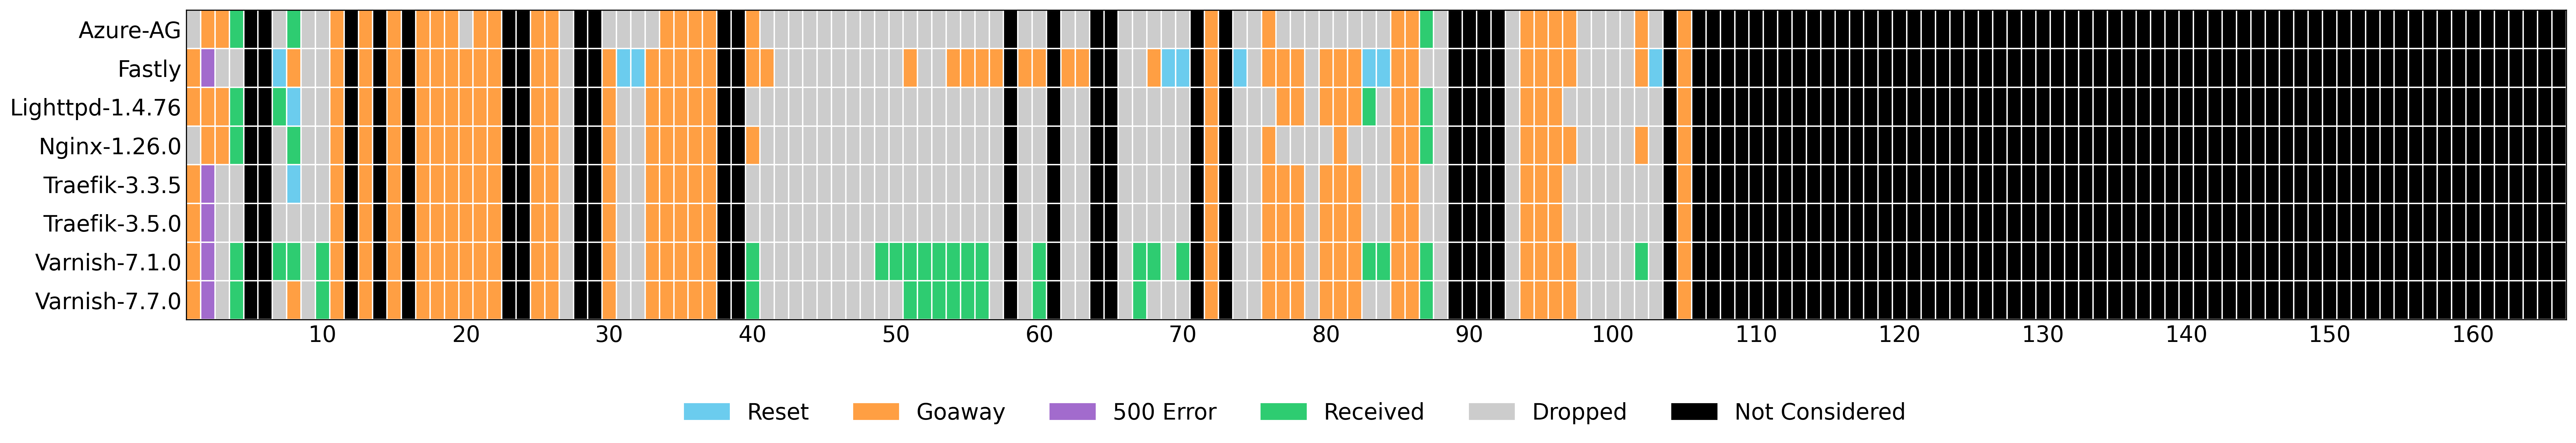 Azure-AG
Fastly
Lighttpd-1.4.76
Nginx-1.26.0
Traefik-3.3.5
Traefik-3.5.0
Varnish-7.1.0
Varnish-7.7.0
10 20 30 40 50 60 70 80 90 100 110 120 130 140 150 160
Reset Goaway 500 Error Received Dropped Not Considered